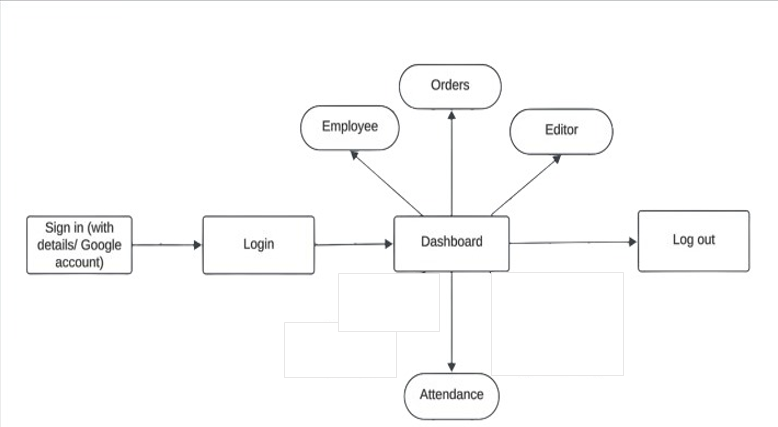 Orders
Employee
Editor
Sign in (with
details/ Google
account)
Login
Dashboard
Log out
Attendance